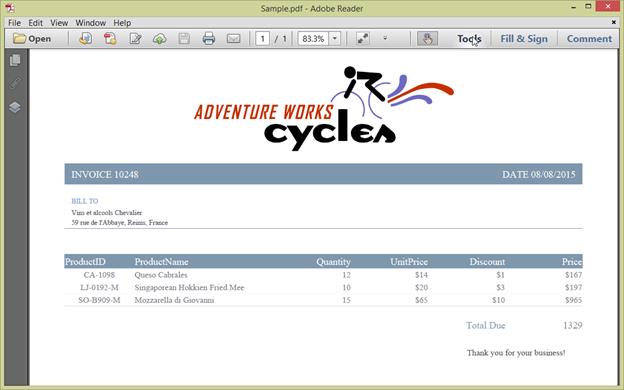 Sample.pdf - Adobe Reader
File Edit View Window Help
Open 1 / 1 83.3% Tools Fill & Sign Comment
ADVENTURE WORKS
cycles
INVOICE 10248 DATE 08/08/2015
BILL TO
Vins et alcools Chevalier
59 rue de l'Abbaye, Reims, France
ProductID ProductName Quantity UnitPrice Discount Price
CA-1098 Queso Cabrales 12 $14 $1 $167
LJ-0192-M Singaporean Hokkien Fried Mee 10 $20 $3 $197
SO-B909-M Mozzarella di Giovanni 15 $65 $10 $965
Total Due 1329
Thank you for your business!